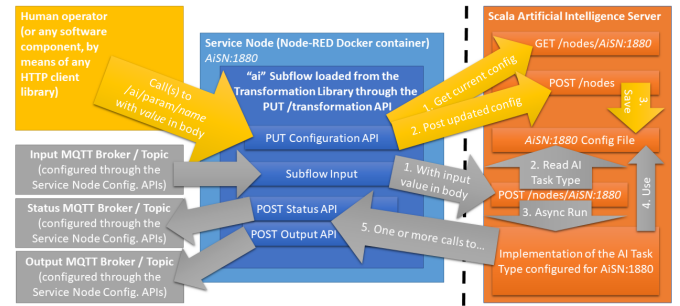 Human operator
(or any software
component, by
means of any
HTTP client
library)
Call(s) to
/ai/param/name
with value in body
Service Node (Node-RED Docker container)
AiSN:1880
"ai" Subflow loaded from the
Transformation Library through the
PUT /transformation API
PUT Configuration API
Subflow Input
POST Status API
POST Output API
Input MQTT Broker / Topic
(configured through the
Service Node Config. APIs)
Status MQTT Broker / Topic
(configured through the
Service Node Config. APIs)
Output MQTT Broker / Topic
(configured through the
Service Node Config. APIs)
1. Get current config
2. Post updated config
1. With input
value in body
5. One or more calls to...
Scala Artificial Intelligence Server
GET /nodes/AiSN:1880
POST /nodes
3.
Save
AiSN:1880 Config File
2. Read AI
Task Type
POST /nodes/AiSN:1880
3. Async Run
4. Use
Implementation of the AI Task
Type configured for AiSN:1880